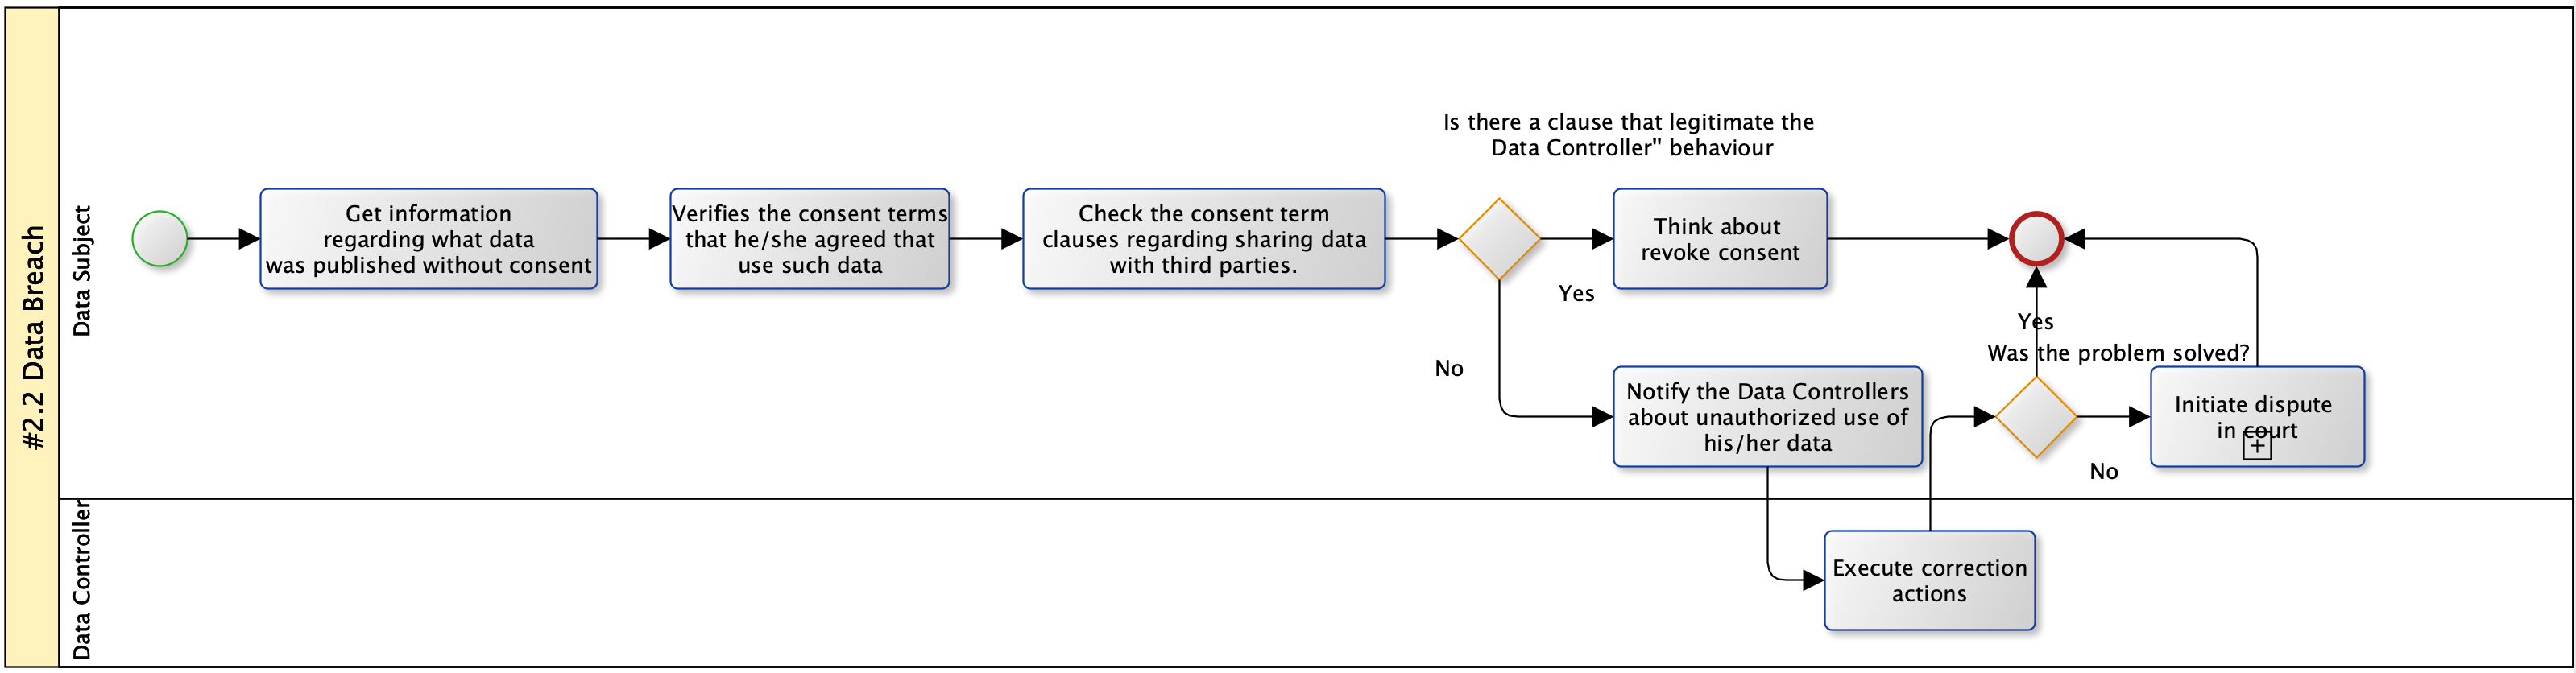 #2.2 Data Breach
Data Subject
Get information
regarding what data
was published without consent
Verifies the consent terms
that he/she agreed that
use such data
Check the consent term
clauses regarding sharing data
with third parties.
Is there a clause that legitimate the
Data Controller" behaviour
Yes
No
Think about
revoke consent
Notify the Data Controllers
about unauthorized use of
his/her data
Yes
Was the problem solved?
No
Initiate dispute
in court
Data Controller
Execute correction
actions